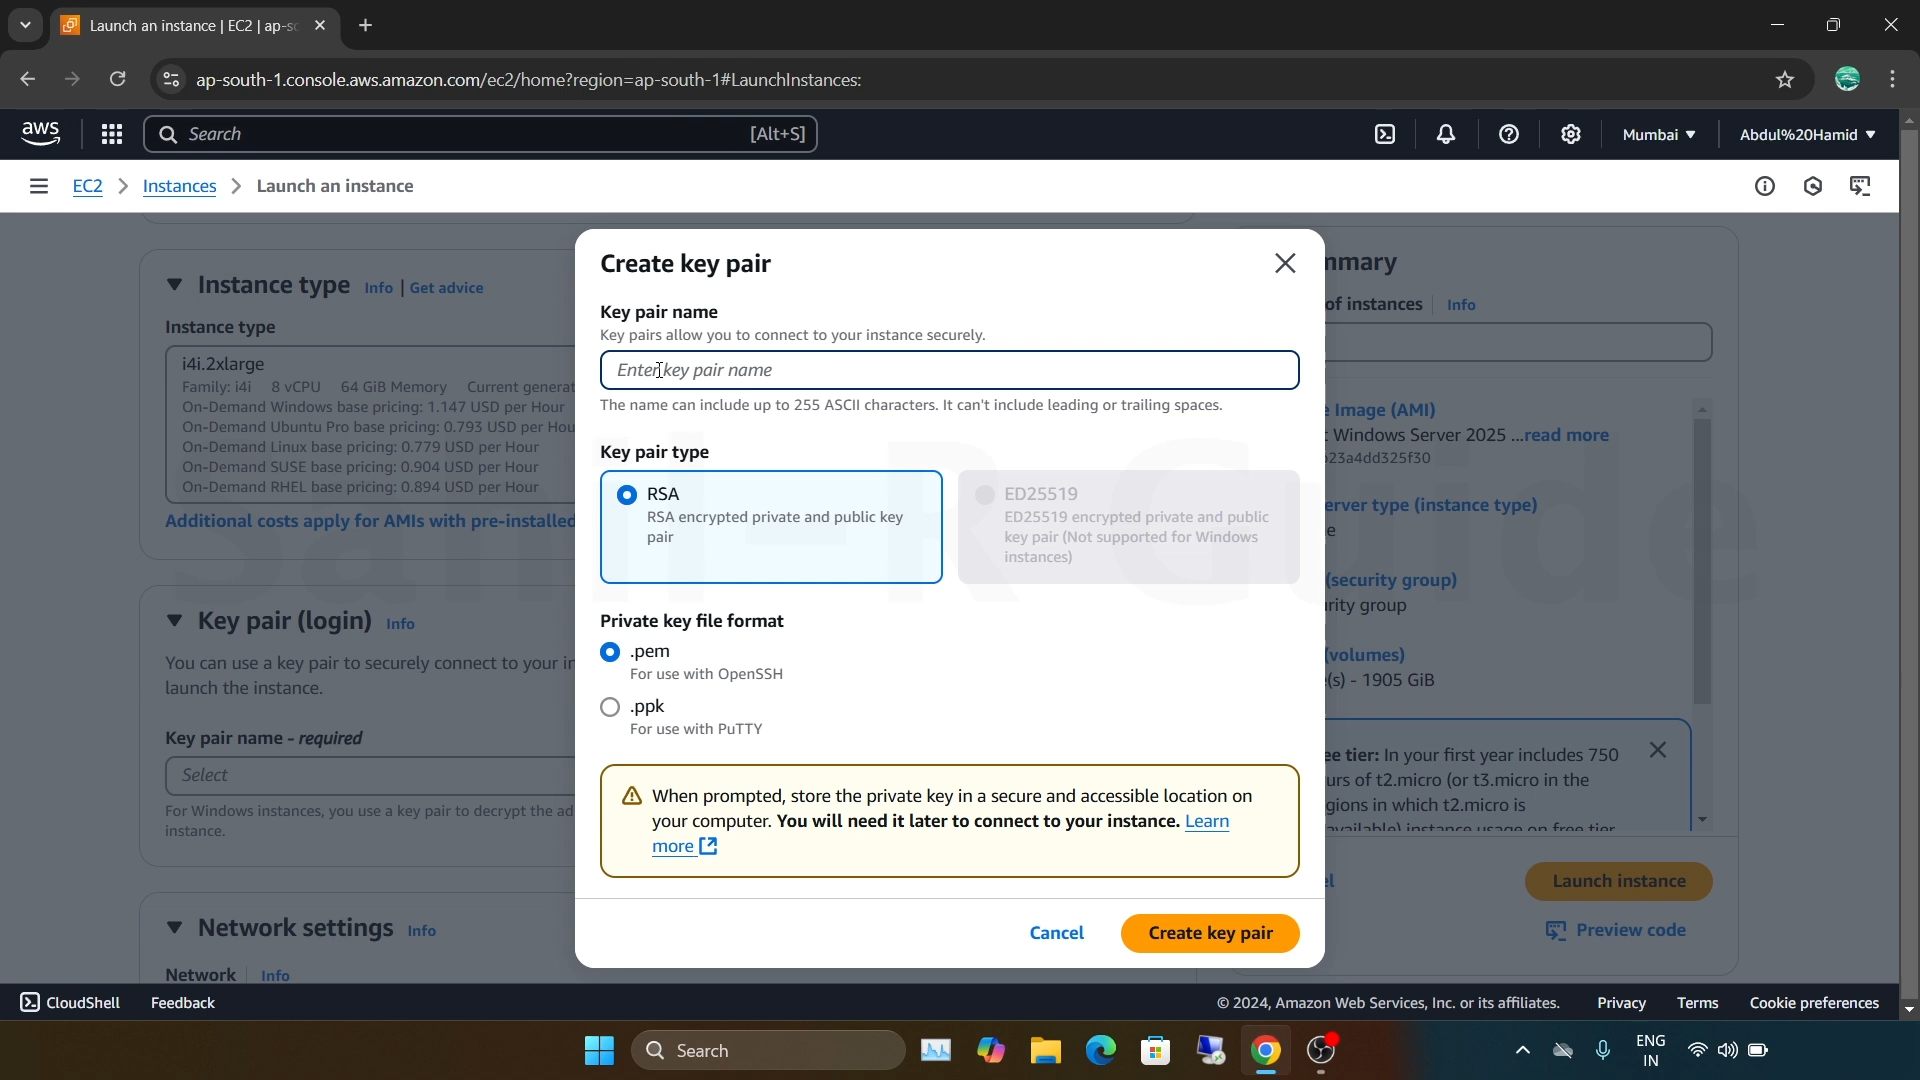 Launch an instance | EC2 | ap-so
ap-south-1.console.aws.amazon.com/ec2/home?region=ap-south-1#LaunchInstances:
aws
Search
[Alt+S]
Mumbai
Abdul%20Hamid
EC2
Instances
Launch an instance
Instance type
Info
Get advice
Instance type
i4i.2xlarge
Family: i4i 8 vCPU 64 GiB Memory Current generat
On-Demand Windows base pricing: 1.147 USD per Hour
On-Demand Ubuntu Pro base pricing: 0.793 USD per Hou
On-Demand Linux base pricing: 0.779 USD per Hour
On-Demand SUSE base pricing: 0.904 USD per Hour
On-Demand RHEL base pricing: 0.894 USD per Hour
Additional costs apply for AMIs with pre-installed
Key pair (login)
Info
You can use a key pair to securely connect to your in
launch the instance.
Key pair name - required
Select
For Windows instances, you use a key pair to decrypt the ad
instance.
Network settings
Info
Network
Info
Create key pair
Key pair name
Key pairs allow you to connect to your instance securely.
Enter key pair name
The name can include up to 255 ASCII characters. It can't include leading or trailing spaces.
Key pair type
RSA
RSA encrypted private and public key
pair
ED25519
ED25519 encrypted private and public
key pair (Not supported for Windows
instances)
Private key file format
.pem
For use with OpenSSH
.ppk
For use with PuTTY
When prompted, store the private key in a secure and accessible location on
your computer. You will need it later to connect to your instance. Learn
more
Cancel
Create key pair
mmary
of instances
Info
e Image (AMI)
t Windows Server 2025 ...read more
b23a4dd325f30
erver type (instance type)
e
(security group)
rity group
(volumes)
(s) - 1905 GiB
ee tier: In your first year includes 750
urs of t2.micro (or t3.micro in the
gions in which t2.micro is
available) instance usage on free tier
el
Launch instance
Preview code
CloudShell
Feedback
© 2024, Amazon Web Services, Inc. or its affiliates.
Privacy
Terms
Cookie preferences
Search
ENG
IN